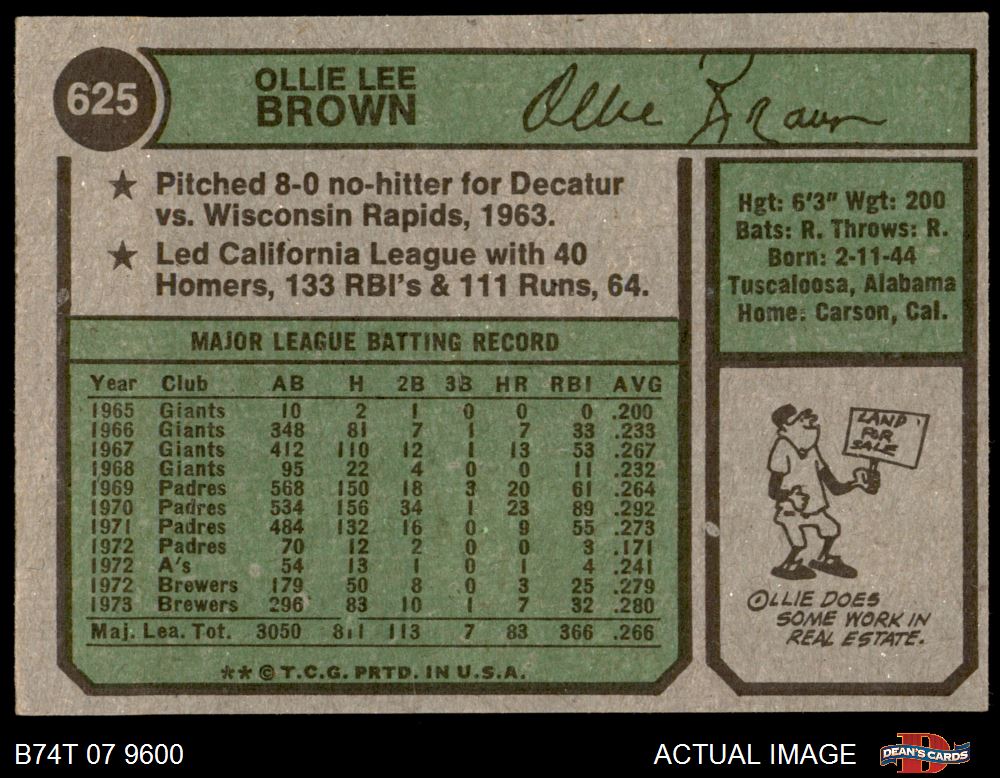 625
OLLIE LEE
BROWN
Ollie Brown
★ Pitched 8-0 no-hitter for Decatur
vs. Wisconsin Rapids, 1963.
★ Led California League with 40
Homers, 133 RBI's & 111 Runs, 64.
Hgt: 6'3" Wgt: 200
Bats: R. Throws: R.
Born: 2-11-44
Tuscaloosa, Alabama
Home: Carson, Cal.
MAJOR LEAGUE BATTING RECORD
Year Club AB H 2B 3B HR RBI AVG
1965 Giants 10 2 1 0 0 0 .200
1966 Giants 348 81 7 1 7 33 .233
1967 Giants 412 110 12 1 13 53 .267
1968 Giants 95 22 4 0 0 11 .232
1969 Padres 568 150 18 3 20 61 .264
1970 Padres 534 156 34 1 23 89 .292
1971 Padres 484 132 16 0 9 55 .273
1972 Padres 70 12 2 0 0 3 .171
1972 A's 54 13 1 0 1 4 .241
1972 Brewers 179 50 8 0 3 25 .279
1973 Brewers 296 83 10 1 7 32 .280
Maj. Lea. Tot. 3050 811 113 7 83 366 .266
** © T.C.G. PRTD. IN U.S.A.
LAND
FOR
SALE
OLLIE DOES
SOME WORK IN
REAL ESTATE.
B74T 07 9600
ACTUAL IMAGE
DEAN'S CARDS